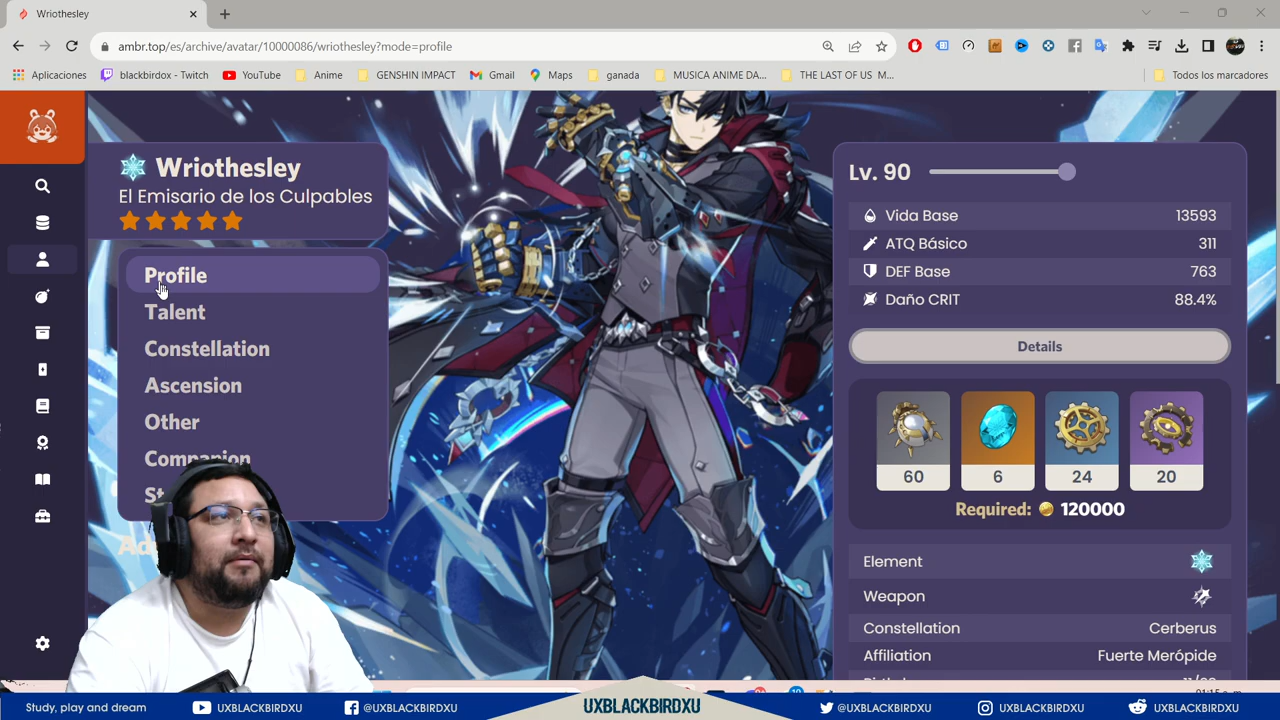 Wriothesley
ambr.top/es/archive/avatar/10000086/wriothesley?mode=profile
Aplicaciones
blackbirdox - Twitch
YouTube
Anime
GENSHIN IMPACT
Gmail
Maps
ganada
MUSICA ANIME DA...
THE LAST OF US M...
Todos los marcadores
Wriothesley
El Emisario de los Culpables
Profile
Talent
Constellation
Ascension
Other
Companion
St
Lv. 90
Vida Base 13593
ATQ Básico 311
DEF Base 763
Daño CRIT 88.4%
Details
60 6 24 20
Required: 120000
Element
Weapon
Constellation Cerberus
Affiliation Fuerte Merópide
Study, play and dream
UXBLACKBIRDXU
@UXBLACKBIRDXU
UXBLACKBIRDXU
@UXBLACKBIRDXU
UXBLACKBIRDXU
UXBLACKBIRDXU